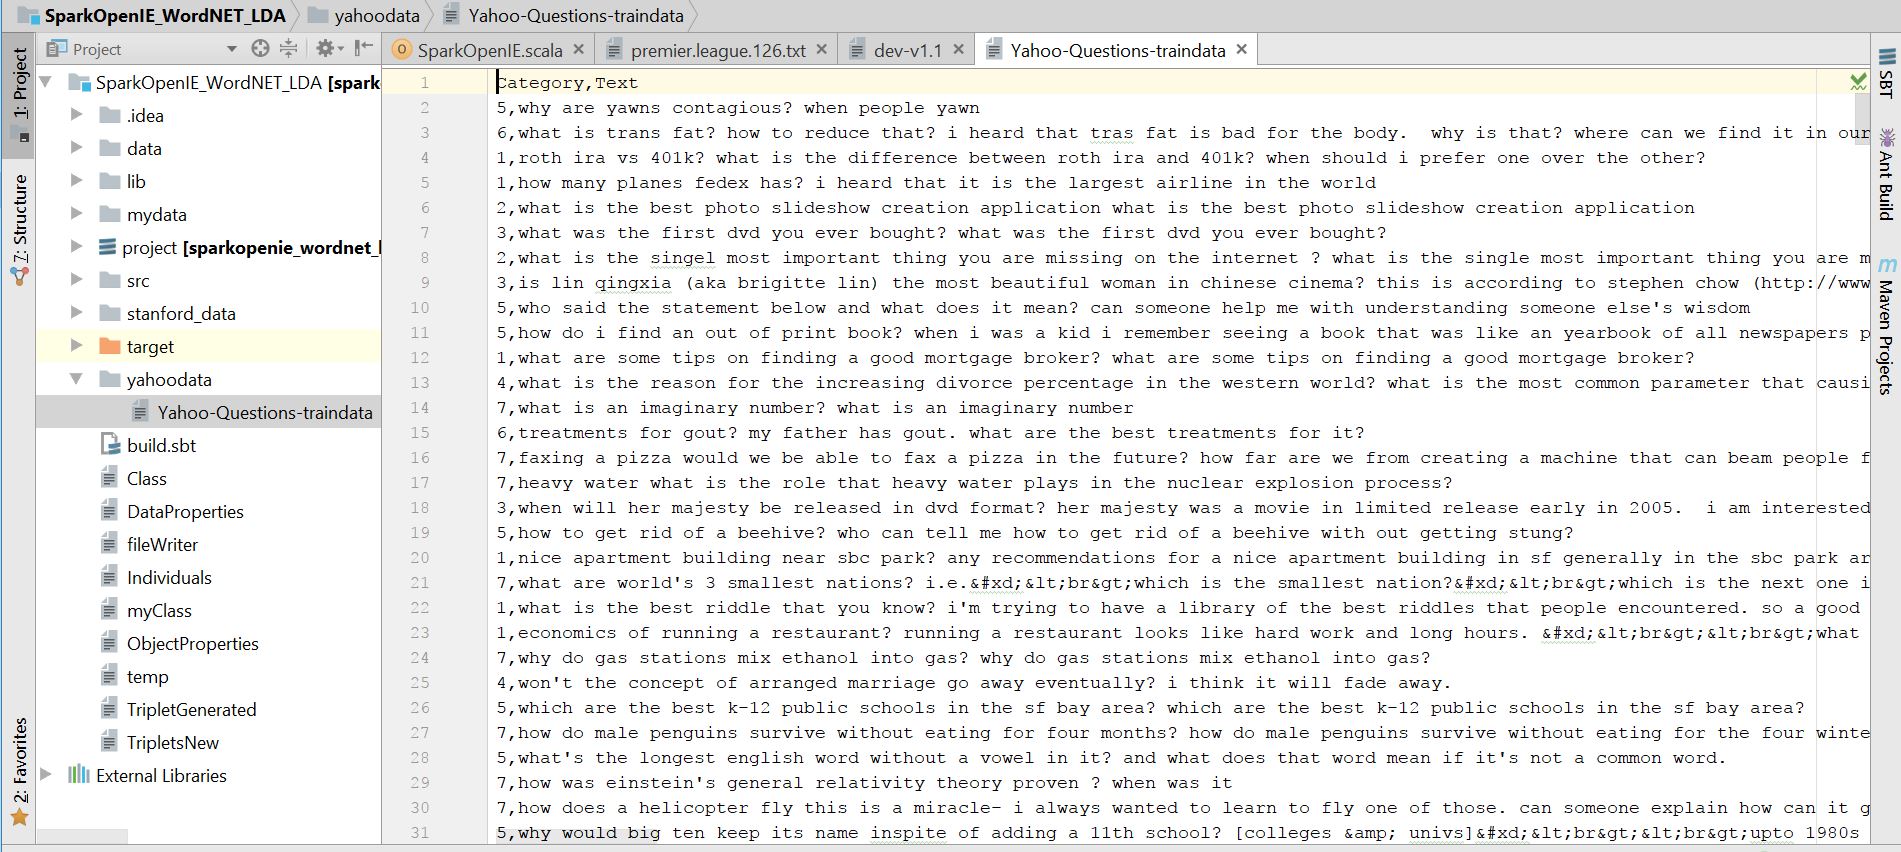 SparkOpenIE_WordNET_LDA yahoodata Yahoo-Questions-traindata
Project
SparkOpenIE.scala premier.league.126.txt dev-v1.1 Yahoo-Questions-traindata
1: Project
7: Structure
2: Favorites
SparkOpenIE_WordNET_LDA [spark
.idea
data
lib
mydata
project [sparkopenie_wordnet_l
src
stanford_data
target
yahoodata
Yahoo-Questions-traindata
build.sbt
Class
DataProperties
fileWriter
Individuals
myClass
ObjectProperties
temp
TripletGenerated
TripletsNew
External Libraries
1 Category,Text
2 5,why are yawns contagious? when people yawn
3 6,what is trans fat? how to reduce that? i heard that tras fat is bad for the body.  why is that? where can we find it in our
4 1,roth ira vs 401k? what is the difference between roth ira and 401k? when should i prefer one over the other?
5 1,how many planes fedex has? i heard that it is the largest airline in the world
6 2,what is the best photo slideshow creation application what is the best photo slideshow creation application
7 3,what was the first dvd you ever bought? what was the first dvd you ever bought?
8 2,what is the singel most important thing you are missing on the internet ? what is the single most important thing you are m
9 3,is lin qingxia (aka brigitte lin) the most beautiful woman in chinese cinema? this is according to stephen chow (http://www
10 5,who said the statement below and what does it mean? can someone help me with understanding someone else's wisdom
11 5,how do i find an out of print book? when i was a kid i remember seeing a book that was like an yearbook of all newspapers p
12 1,what are some tips on finding a good mortgage broker? what are some tips on finding a good mortgage broker?
13 4,what is the reason for the increasing divorce percentage in the western world? what is the most common parameter that causi
14 7,what is an imaginary number? what is an imaginary number
15 6,treatments for gout? my father has gout. what are the best treatments for it?
16 7,faxing a pizza would we be able to fax a pizza in the future? how far are we from creating a machine that can beam people f
17 7,heavy water what is the role that heavy water plays in the nuclear explosion process?
18 3,when will her majesty be released in dvd format? her majesty was a movie in limited release early in 2005.  i am interested
19 5,how to get rid of a beehive? who can tell me how to get rid of a beehive with out getting stung?
20 1,nice apartment building near sbc park? any recommendations for a nice apartment building in sf generally in the sbc park ar
21 7,what are world's 3 smallest nations? i.e.&#xd;&lt;br&gt;which is the smallest nation?&#xd;&lt;br&gt;which is the next one i
22 1,what is the best riddle that you know? i'm trying to have a library of the best riddles that people encountered. so a good
23 1,economics of running a restaurant? running a restaurant looks like hard work and long hours. &#xd;&lt;br&gt;&lt;br&gt;what
24 7,why do gas stations mix ethanol into gas? why do gas stations mix ethanol into gas?
25 4,won't the concept of arranged marriage go away eventually? i think it will fade away.
26 5,which are the best k-12 public schools in the sf bay area? which are the best k-12 public schools in the sf bay area?
27 7,how do male penguins survive without eating for four months? how do male penguins survive without eating for the four winte
28 5,what's the longest english word without a vowel in it? and what does that word mean if it's not a common word.
29 7,how was einstein's general relativity theory proven ? when was it
30 7,how does a helicopter fly this is a miracle- i always wanted to learn to fly one of those. can someone explain how can it g
31 5,why would big ten keep its name inspite of adding a 11th school? [colleges &amp; univs]&#xd;&lt;br&gt;&lt;br&gt;upto 1980s
SBT
Ant Build
m Maven Projects